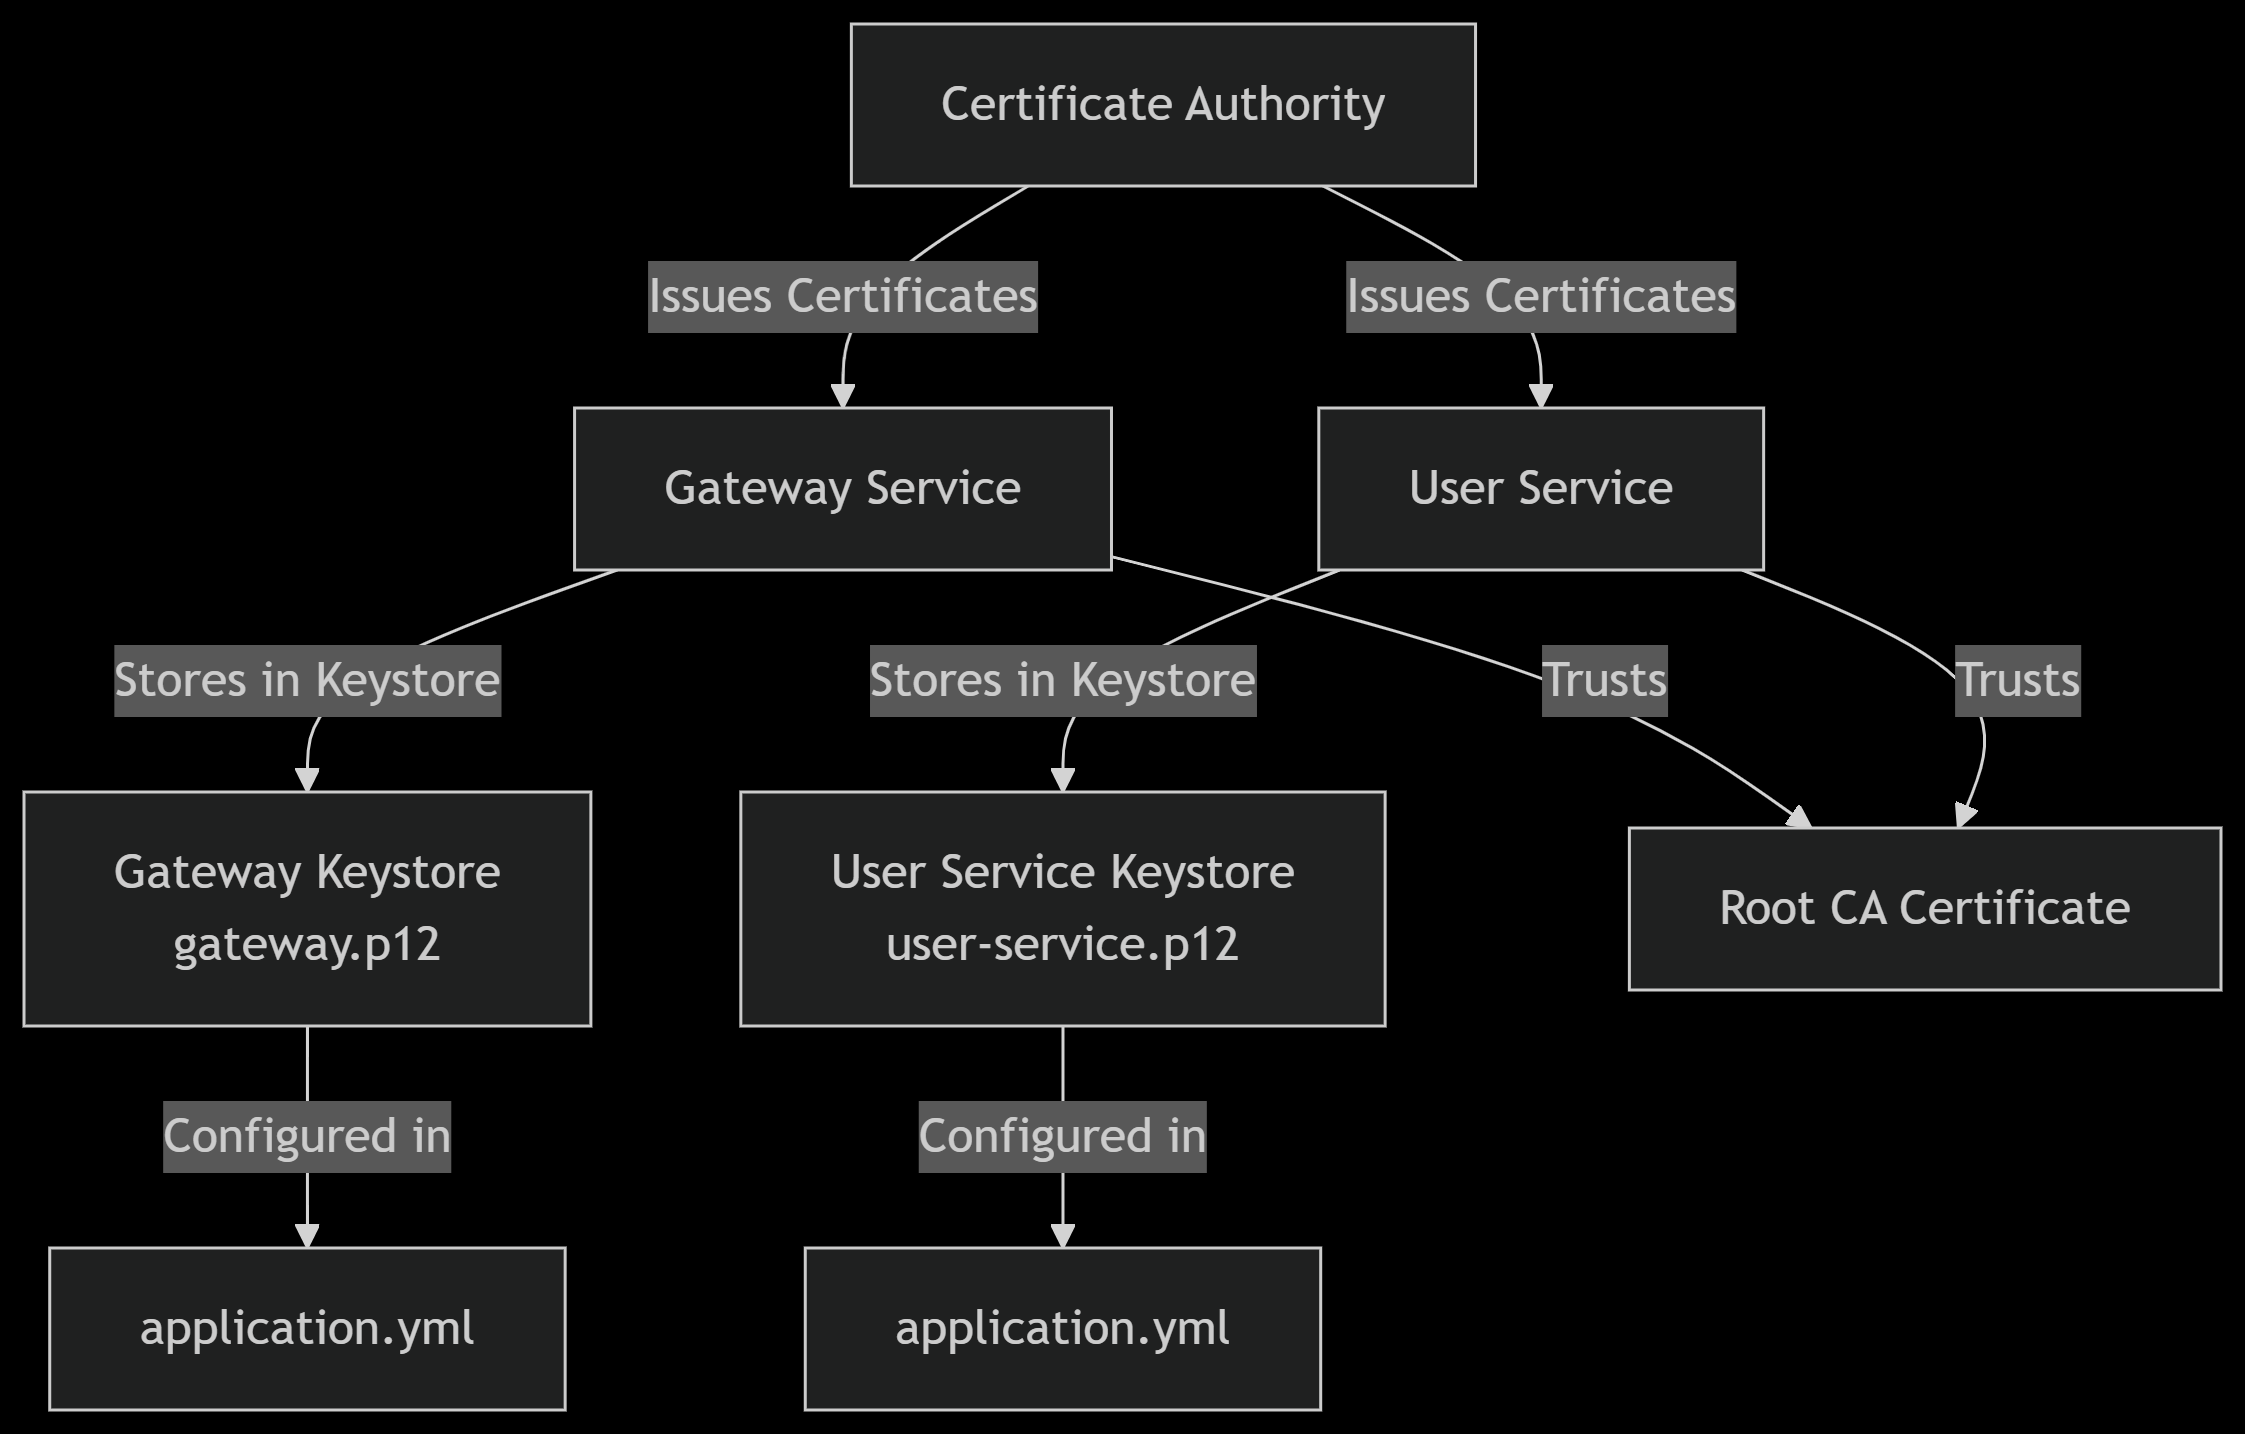 Certificate Authority
Issues Certificates
Issues Certificates
Gateway Service
User Service
Stores in Keystore
Stores in Keystore
Trusts
Trusts
Gateway Keystore
gateway.p12
User Service Keystore
user-service.p12
Root CA Certificate
Configured in
Configured in
application.yml
application.yml